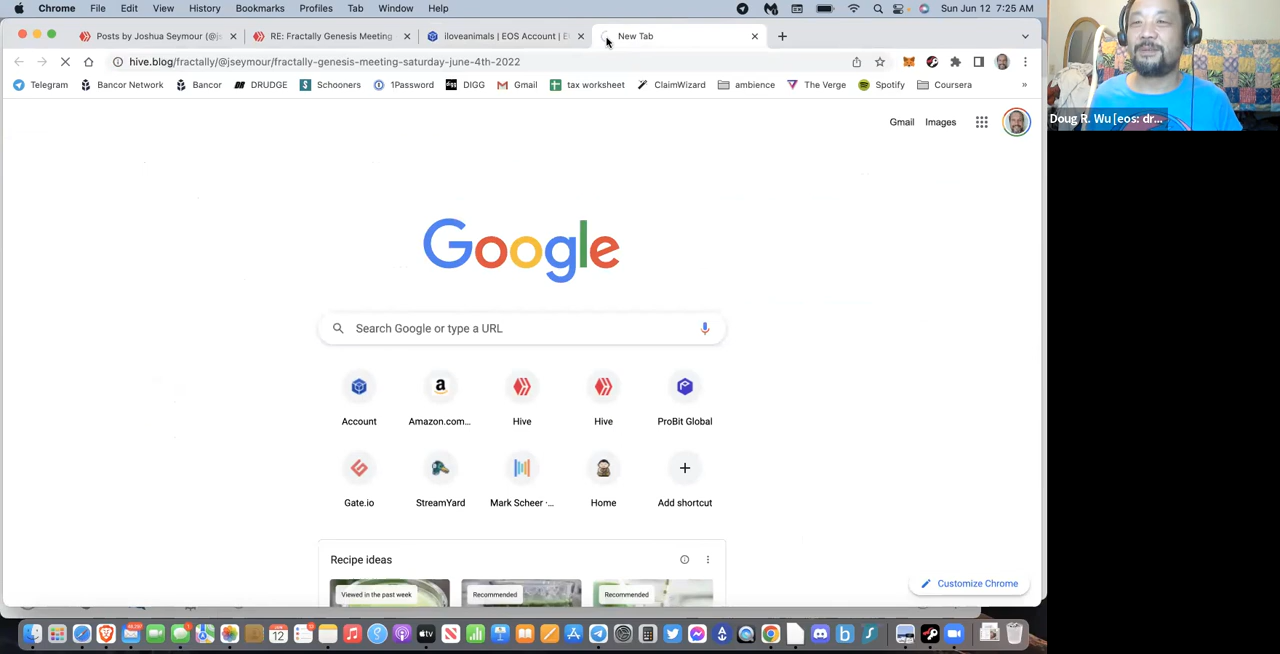 Chrome File Edit View History Bookmarks Profiles Tab Window Help Sun Jun 12 7:25 AM
Posts by Joshua Seymour (@js RE: Fractally Genesis Meeting iloveanimals | EOS Account | E New Tab
hive.blog/fractally/@jseymour/fractally-genesis-meeting-saturday-june-4th-2022
Telegram Bancor Network Bancor DRUDGE S Schooners 1Password digg DIGG Gmail tax worksheet ClaimWizard ambience The Verge Spotify Coursera »
Doug R. Wu [eos: dr...
Gmail Images
Google
Search Google or type a URL
Account Amazon.com... Hive Hive ProBit Global
Gate.io StreamYard Mark Scheer ·... Home Add shortcut
Recipe ideas
Viewed in the past week Recommended Recommended
Customize Chrome